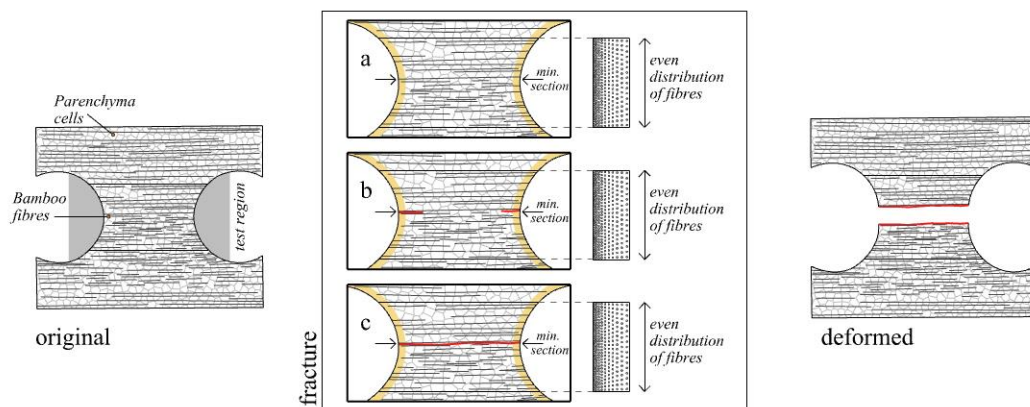 Parenchyma
cells
Bamboo
fibres
test region
original
fracture
a
min.
section
even
distribution
of fibres
b
min.
section
even
distribution
of fibres
c
min.
section
even
distribution
of fibres
deformed